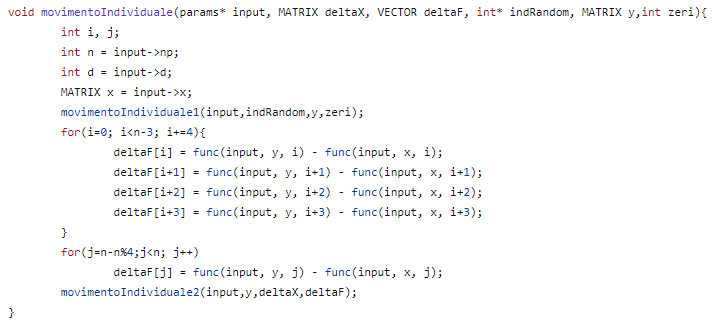 void movimentoIndividuale(params* input, MATRIX deltaX, VECTOR deltaF, int* indRandom, MATRIX y,int zeri){
int i, j;
int n = input->np;
int d = input->d;
MATRIX x = input->x;
movimentoIndividuale1(input,indRandom,y,zeri);
for(i=0; i<n-3; i+=4){
deltaF[i] = func(input, y, i) - func(input, x, i);
deltaF[i+1] = func(input, y, i+1) - func(input, x, i+1);
deltaF[i+2] = func(input, y, i+2) - func(input, x, i+2);
deltaF[i+3] = func(input, y, i+3) - func(input, x, i+3);
}
for(j=n-n%4;j<n; j++)
deltaF[j] = func(input, y, j) - func(input, x, j);
movimentoIndividuale2(input,y,deltaX,deltaF);
}